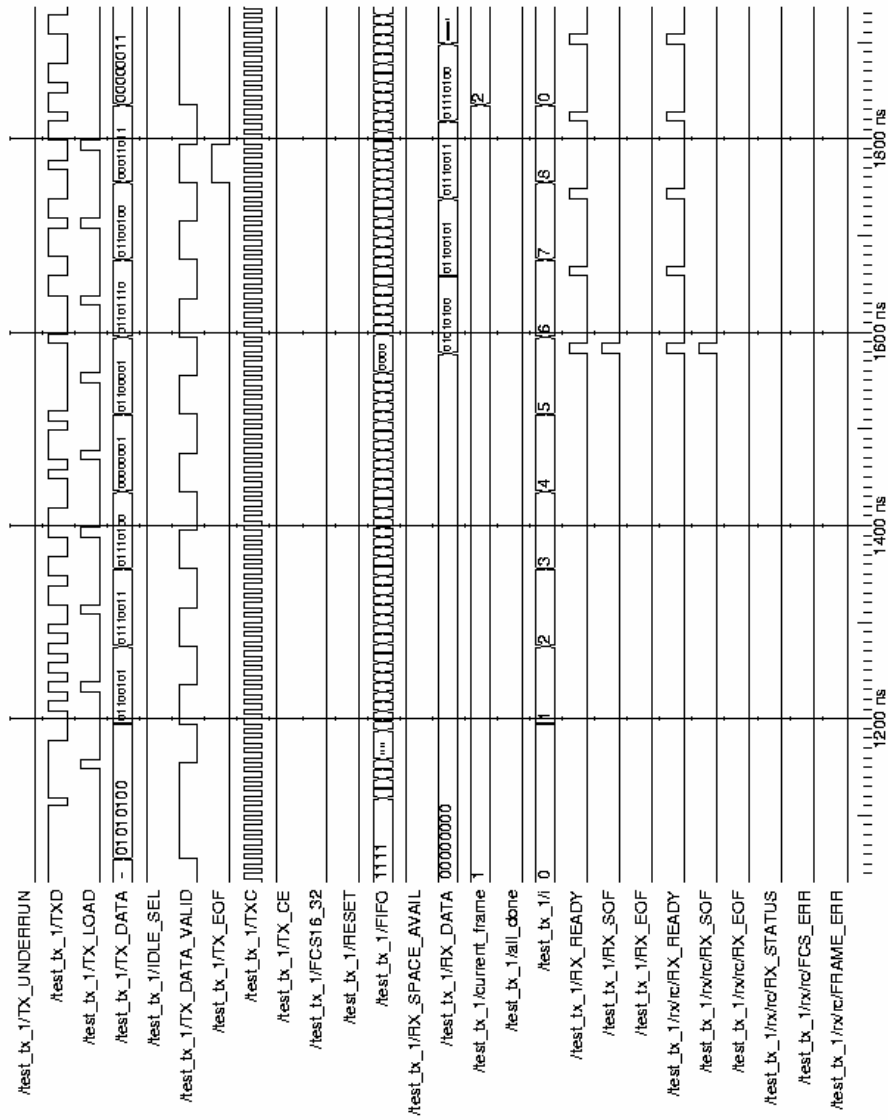 /test_tx_1/TX_UNDERRUN
/test_tx_1/TXD
/test_tx_1/TX_LOAD
/test_tx_1/TX_DATA - 01010100 01100101 01110011 01110100 00000001 01100001 01101110 01100100 00011011 00000011
/test_tx_1/IDLE_SEL
/test_tx_1/TX_DATA_VALID
/test_tx_1/TX_EOF
/test_tx_1/TXC
/test_tx_1/TX_CE
/test_tx_1/FCS16_32
/test_tx_1/RESET
/test_tx_1/FIFO 1111 0000
/test_tx_1/RX_SPACE_AVAIL
/test_tx_1/RX_DATA 00000000 01010100 01100101 01110011 01110100
/test_tx_1/current_frame 1 2
/test_tx_1/all_done
/test_tx_1/i 0 1 2 3 4 5 6 7 8 0
/test_tx_1/RX_READY
/test_tx_1/RX_SOF
/test_tx_1/RX_EOF
/test_tx_1/rx/rc/RX_READY
/test_tx_1/rx/rc/RX_SOF
/test_tx_1/rx/rc/RX_EOF
/test_tx_1/rx/rc/RX_STATUS
/test_tx_1/rx/rc/FCS_ERR
/test_tx_1/rx/rc/FRAME_ERR
1200 ns 1400 ns 1600 ns 1800 ns